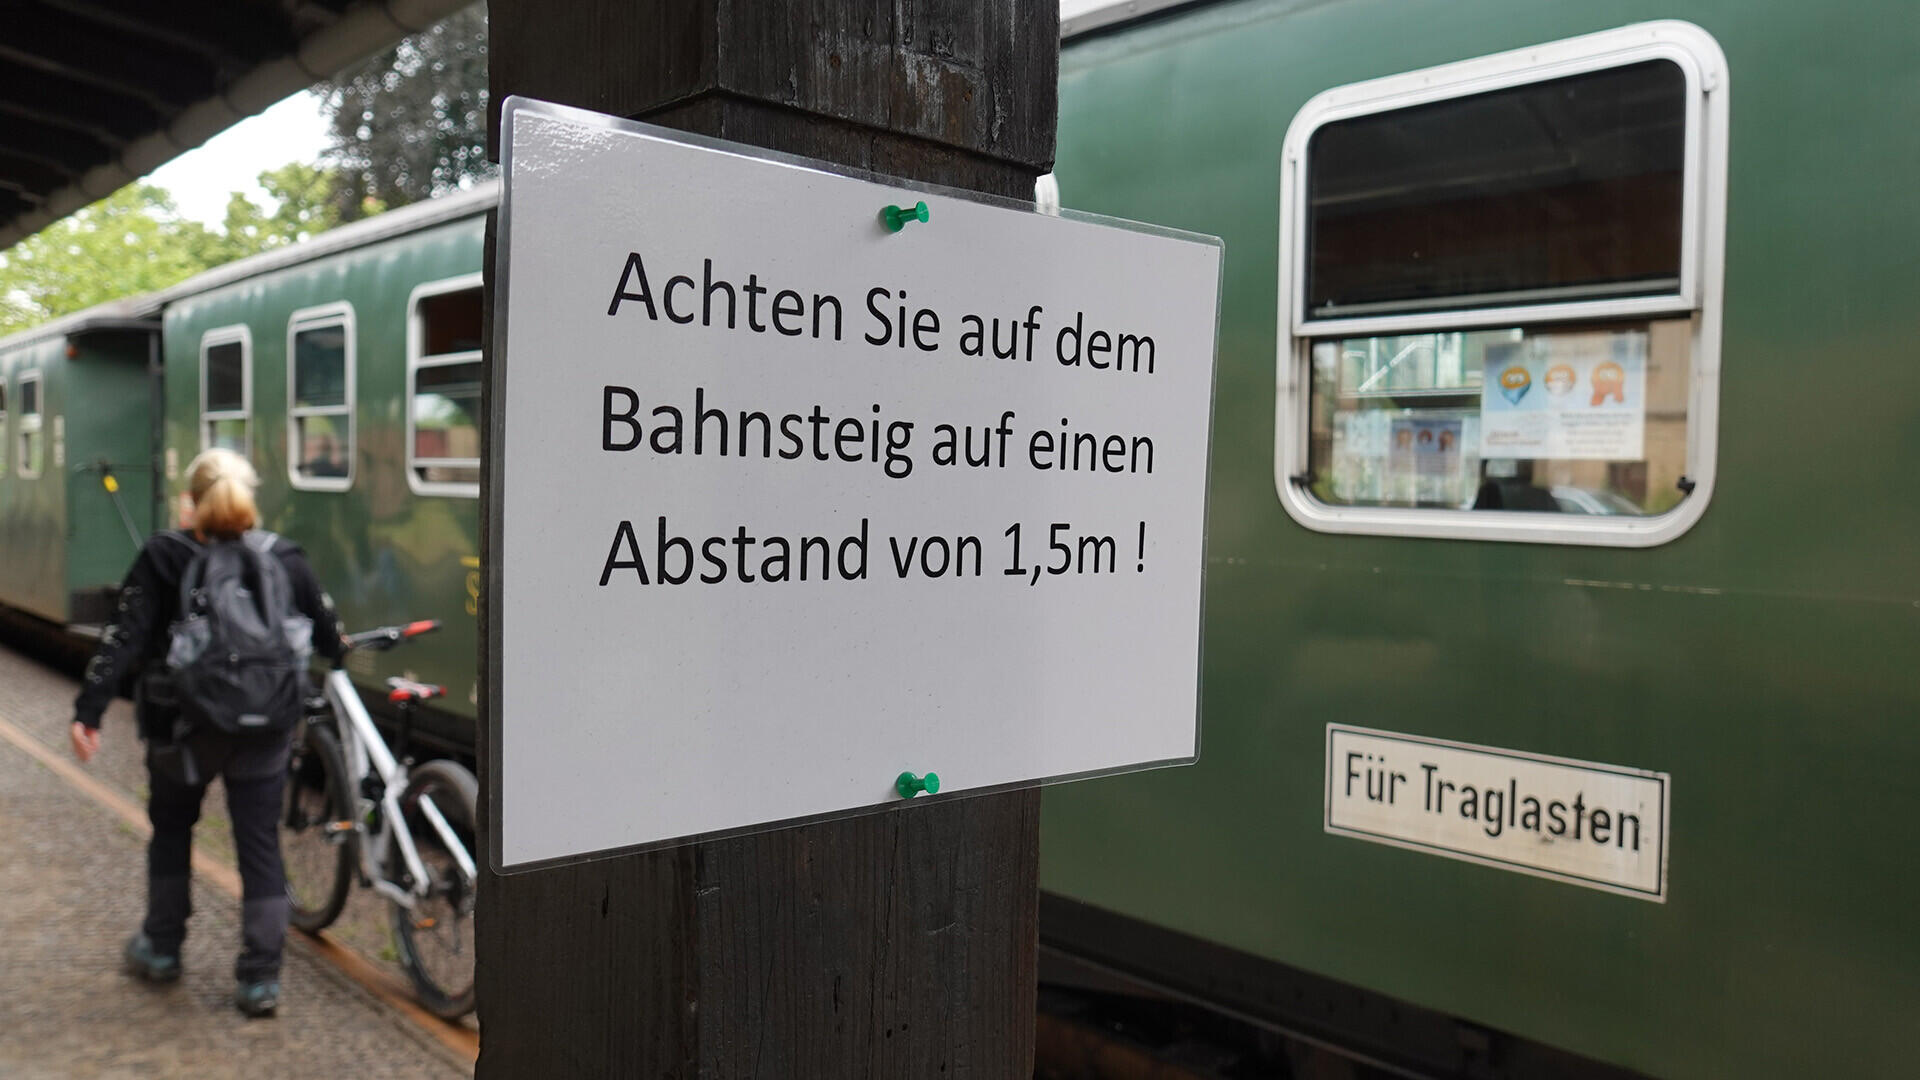 Achten Sie auf dem
Bahnsteig auf einen
Abstand von 1,5m !
Für Traglasten